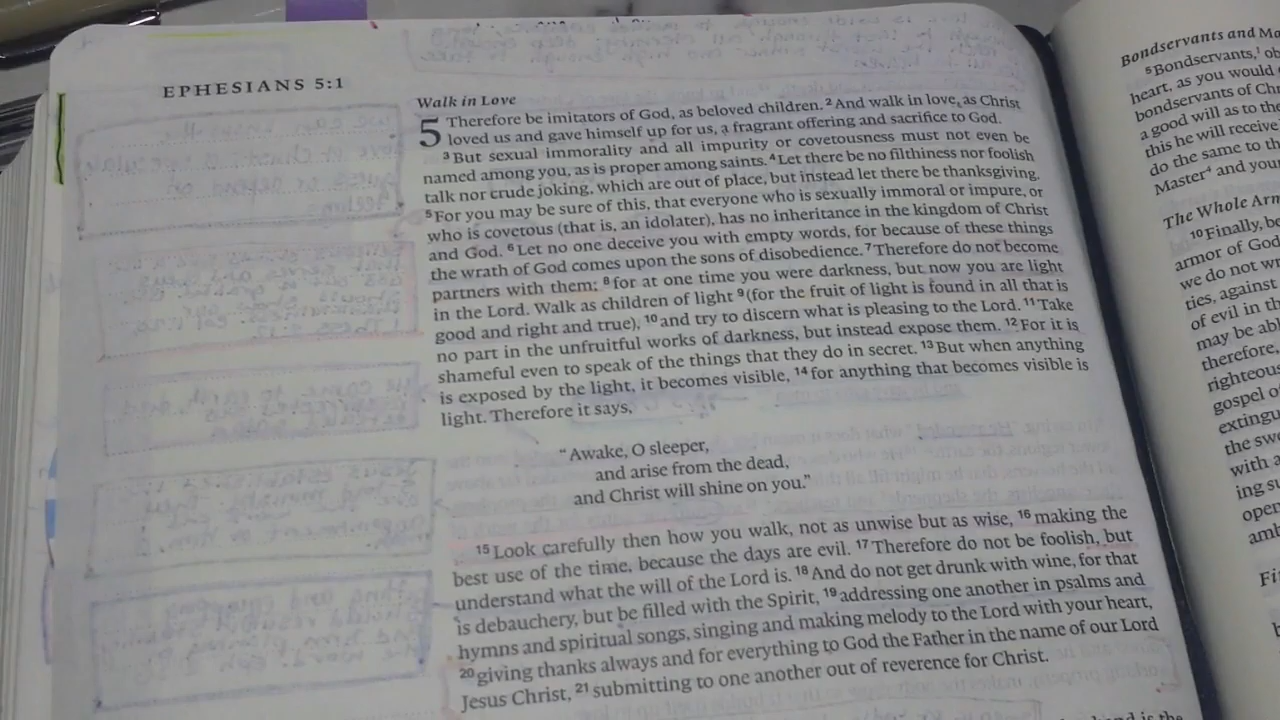 EPHESIANS 5:1
Walk in Love
5 Therefore be imitators of God, as beloved children. ² And walk in love, as Christ
loved us and gave himself up for us, a fragrant offering and sacrifice to God.
³ But sexual immorality and all impurity or covetousness must not even be
named among you, as is proper among saints. ⁴ Let there be no filthiness nor foolish
talk nor crude joking, which are out of place, but instead let there be thanksgiving.
⁵ For you may be sure of this, that everyone who is sexually immoral or impure, or
who is covetous (that is, an idolater), has no inheritance in the kingdom of Christ
and God. ⁶ Let no one deceive you with empty words, for because of these things
the wrath of God comes upon the sons of disobedience. ⁷ Therefore do not become
partners with them; ⁸ for at one time you were darkness, but now you are light
in the Lord. Walk as children of light ⁹ (for the fruit of light is found in all that is
good and right and true), ¹⁰ and try to discern what is pleasing to the Lord. ¹¹ Take
no part in the unfruitful works of darkness, but instead expose them. ¹² For it is
shameful even to speak of the things that they do in secret. ¹³ But when anything
is exposed by the light, it becomes visible, ¹⁴ for anything that becomes visible is
light. Therefore it says,
“Awake, O sleeper,
and arise from the dead,
and Christ will shine on you.”
¹⁵ Look carefully then how you walk, not as unwise but as wise, ¹⁶ making the
best use of the time, because the days are evil. ¹⁷ Therefore do not be foolish, but
understand what the will of the Lord is. ¹⁸ And do not get drunk with wine, for that
is debauchery, but be filled with the Spirit, ¹⁹ addressing one another in psalms and
hymns and spiritual songs, singing and making melody to the Lord with your heart,
²⁰ giving thanks always and for everything to God the Father in the name of our Lord
Jesus Christ, ²¹ submitting to one another out of reverence for Christ.
Bondservants and
⁵ Bondservants,¹
heart, as you would
bondservants of
a good will as to the
this he will receive
do the same to
Master⁴ and
The Whole
¹⁰ Finally,
armor of God
we do not
ties, against
of evil in
may be
therefore,
gospel
the
with